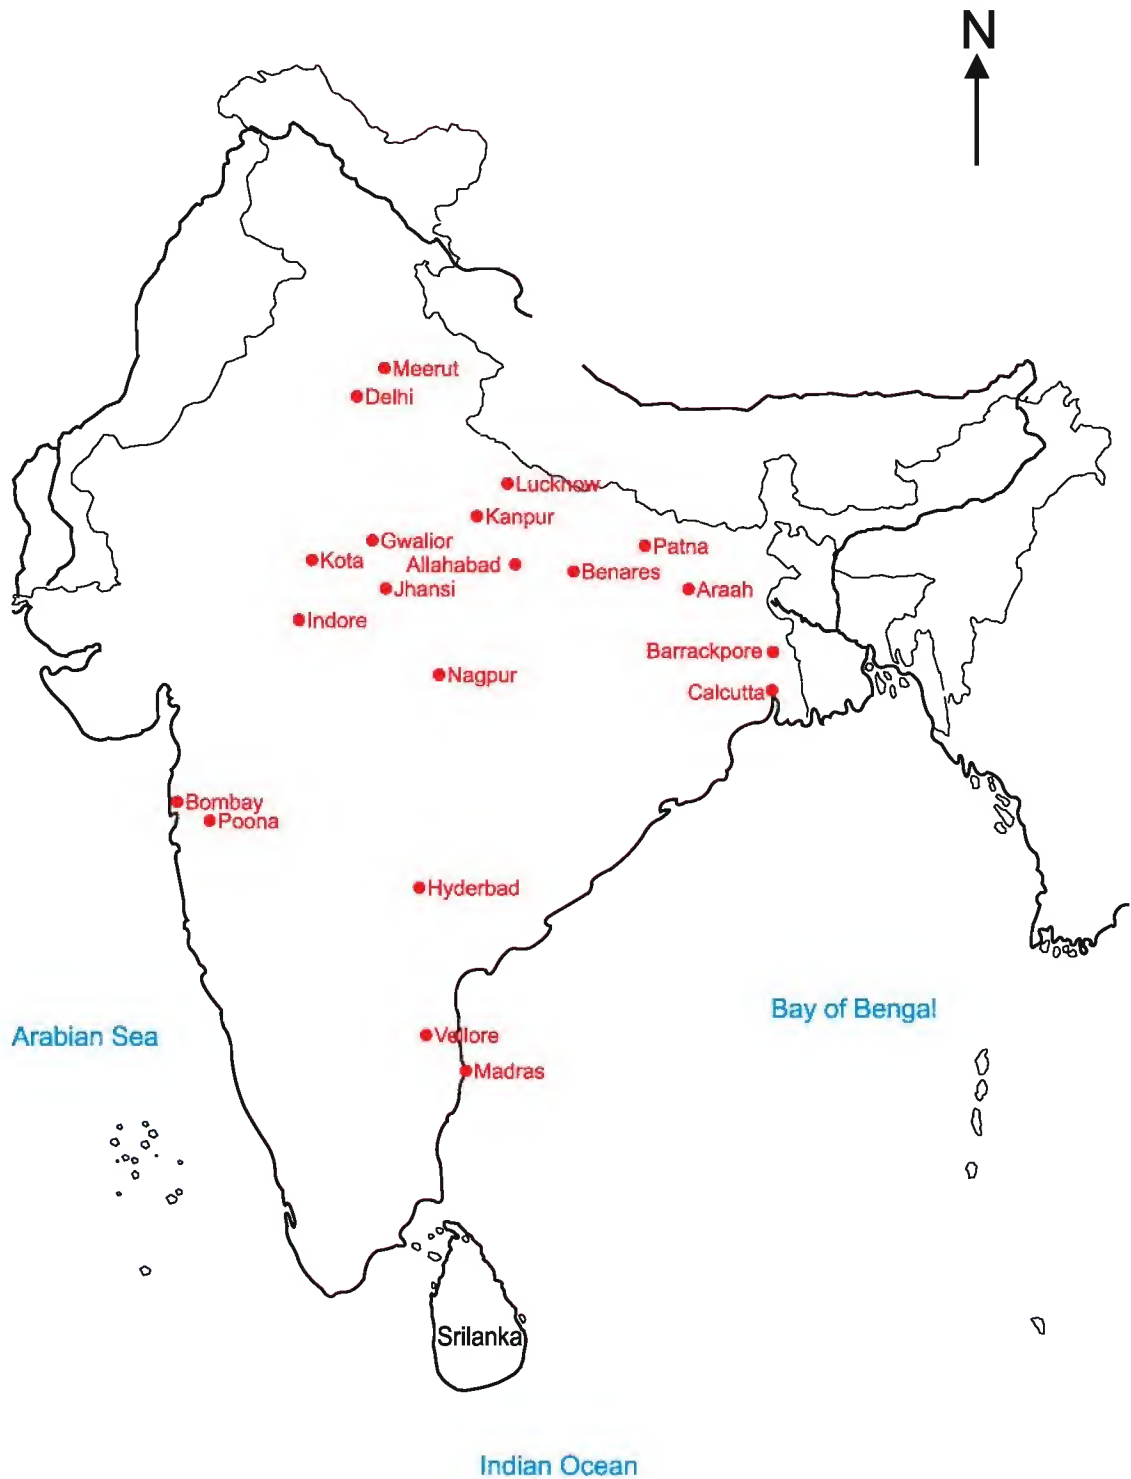 N
Meerut
Delhi
Lucknow
Kanpur
Gwalior
Patna
Kota
Allahabad
Benares
Jhansi
Araah
Indore
Barrackpore
Nagpur
Calcutta
Bombay
Poona
Hyderbad
Bay of Bengal
Arabian Sea
Vellore
Madras
Srilanka
Indian Ocean